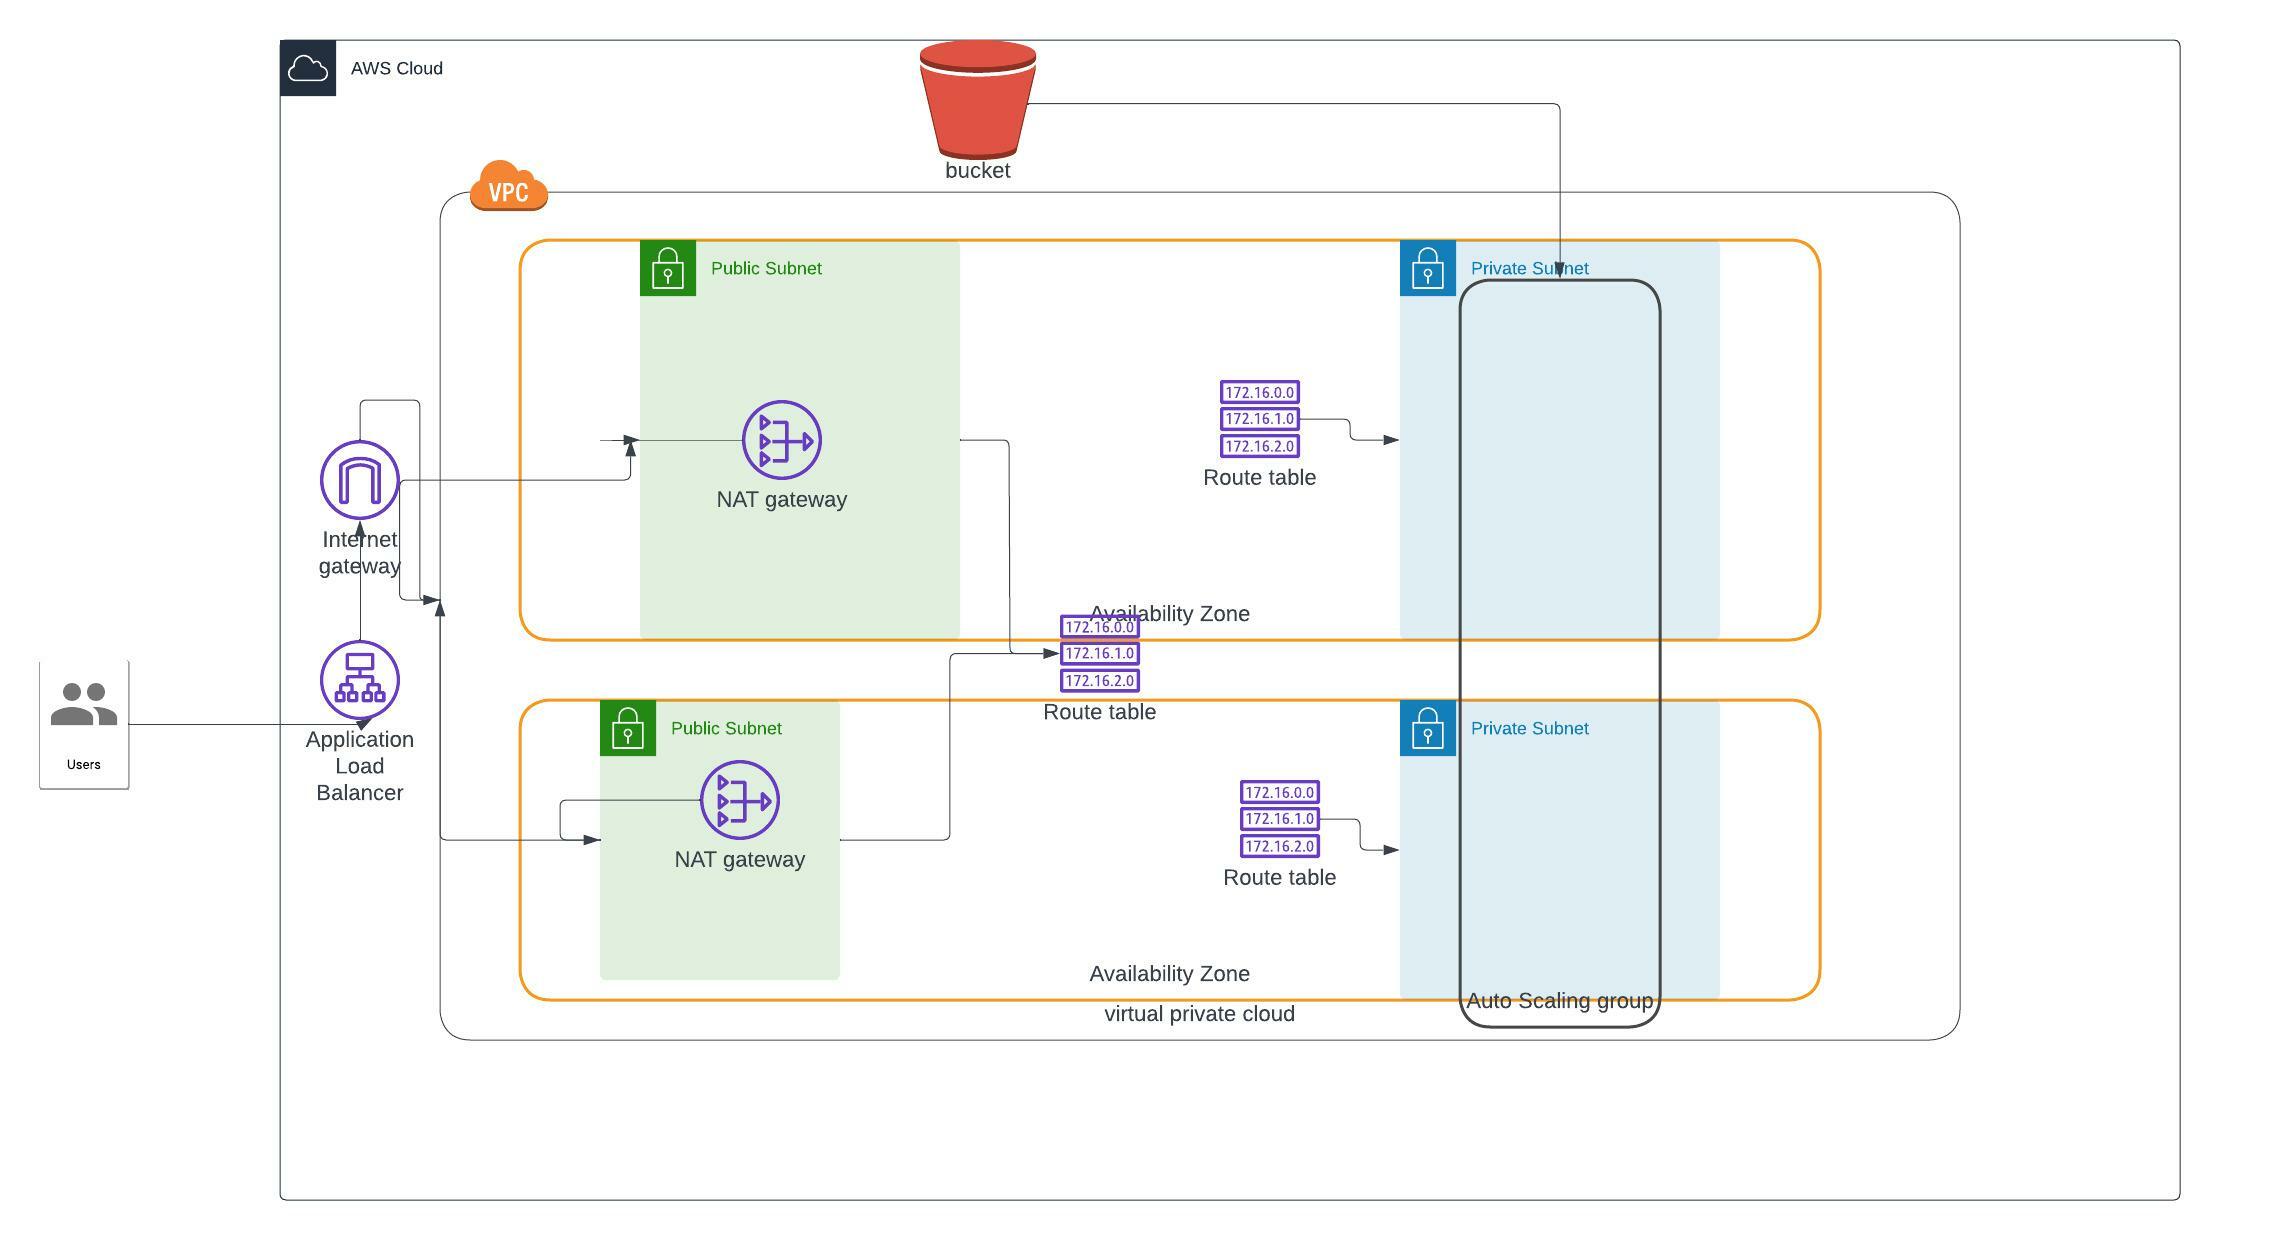 AWS Cloud
bucket
VPC
Public Subnet
Private Subnet
172.16.0.0
172.16.1.0
172.16.2.0
Route table
NAT gateway
Internet
gateway
Availability Zone
172.16.0.0
172.16.1.0
172.16.2.0
Route table
Users
Application
Load
Balancer
Public Subnet
Private Subnet
NAT gateway
172.16.0.0
172.16.1.0
172.16.2.0
Route table
Availability Zone
Auto Scaling group
virtual private cloud